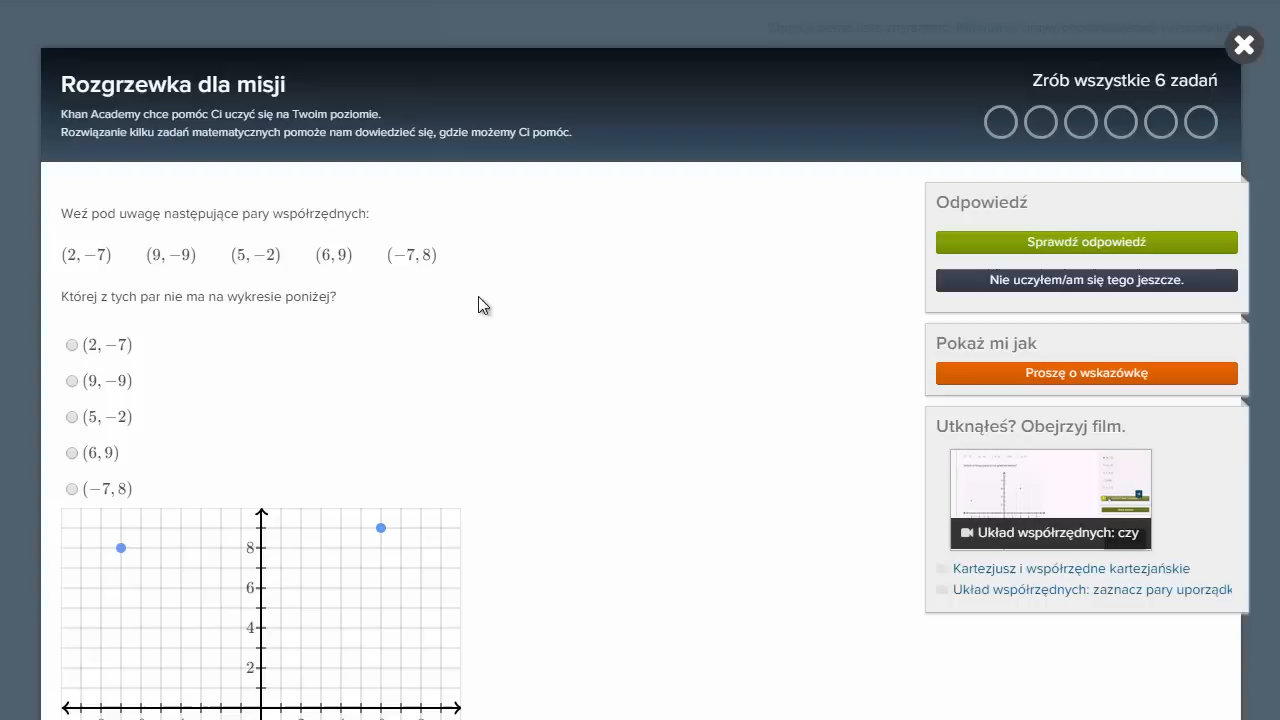 Rozgrzewka dla misji
Khan Academy chce pomóc Ci uczyć się na Twoim poziomie.
Rozwiązanie kilku zadań matematycznych pomoże nam dowiedzieć się, gdzie możemy Ci pomóc.
Zrób wszystkie 6 zadań
Weź pod uwagę następujące pary współrzędnych:
(2, −7) (9, −9) (5, −2) (6, 9) (−7, 8)
Której z tych par nie ma na wykresie poniżej?
(2, −7)
(9, −9)
(5, −2)
(6, 9)
(−7, 8)
8
6
4
2
Odpowiedź
Sprawdź odpowiedź
Nie uczyłem/am się tego jeszcze.
Pokaż mi jak
Proszę o wskazówkę
Utknąłeś? Obejrzyj film.
Układ współrzędnych: czy
Kartezjusz i współrzędne kartezjańskie
Układ współrzędnych: zaznacz pary uporządk